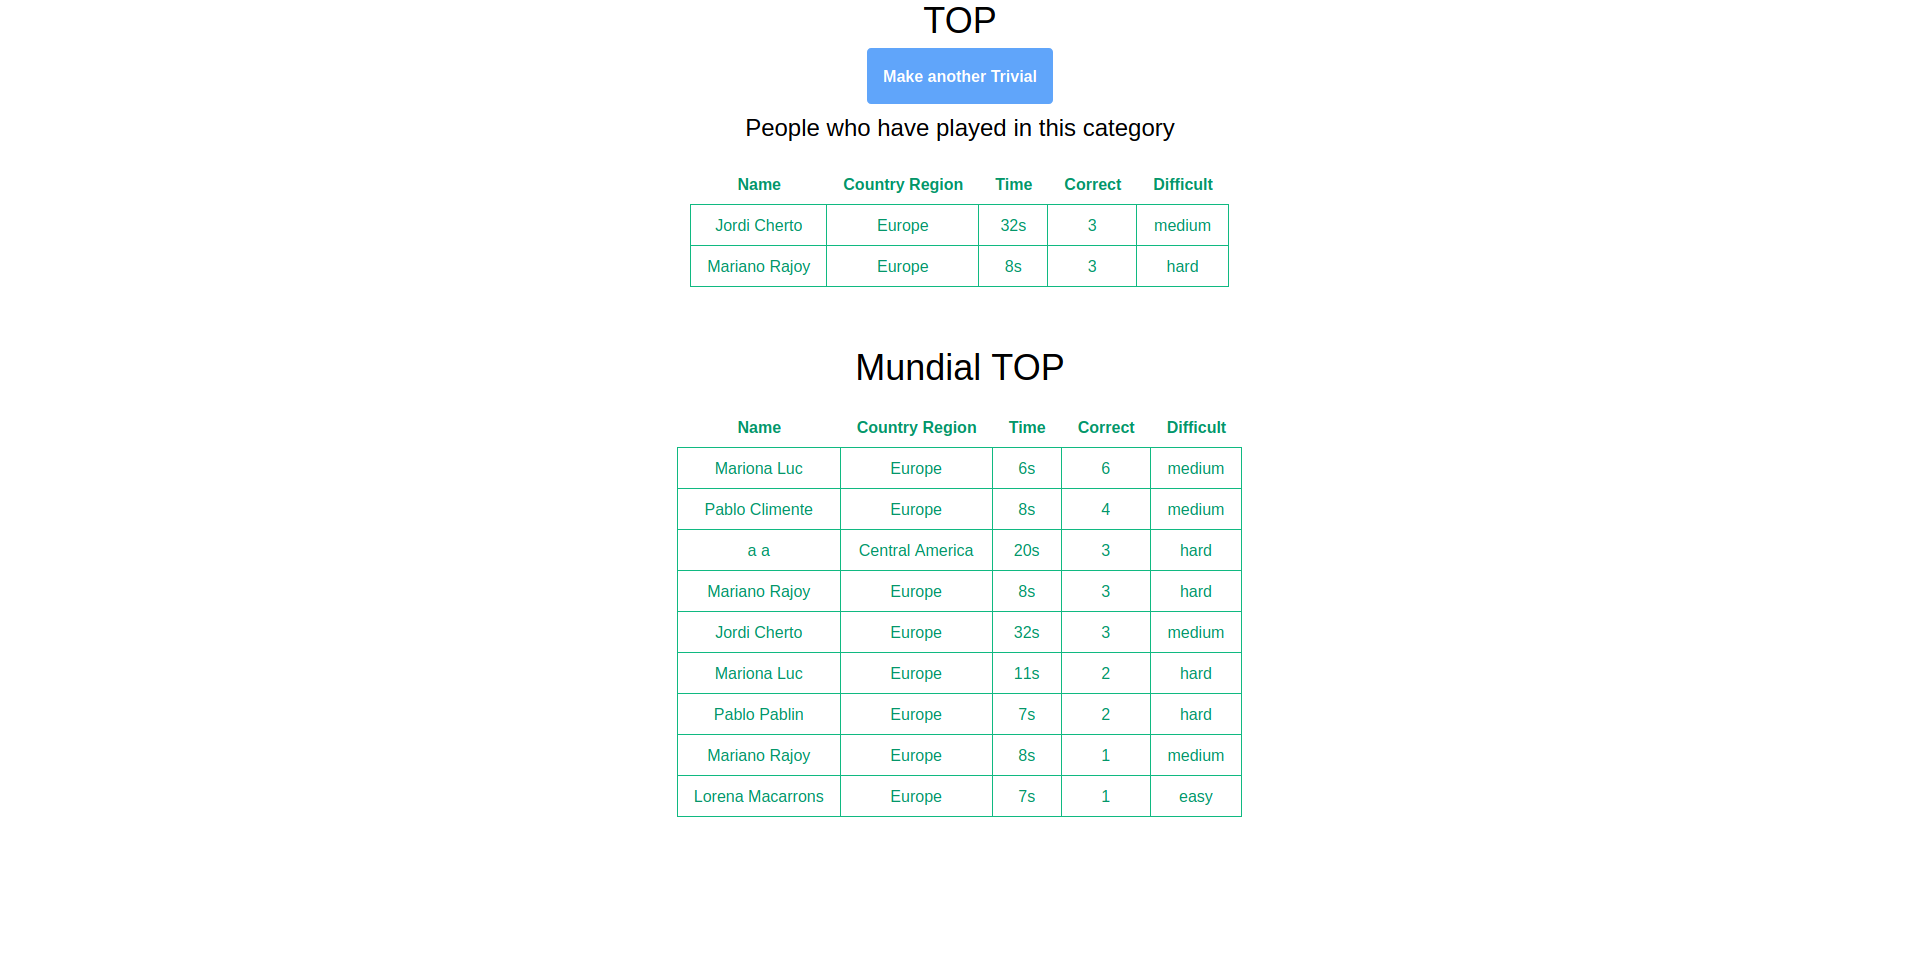 TOP
Make another Trivial
People who have played in this category
Name Country Region Time Correct Difficult
Jordi Cherto Europe 32s 3 medium
Mariano Rajoy Europe 8s 3 hard
Mundial TOP
Name Country Region Time Correct Difficult
Mariona Luc Europe 6s 6 medium
Pablo Climente Europe 8s 4 medium
a a Central America 20s 3 hard
Mariano Rajoy Europe 8s 3 hard
Jordi Cherto Europe 32s 3 medium
Mariona Luc Europe 11s 2 hard
Pablo Pablin Europe 7s 2 hard
Mariano Rajoy Europe 8s 1 medium
Lorena Macarrons Europe 7s 1 easy